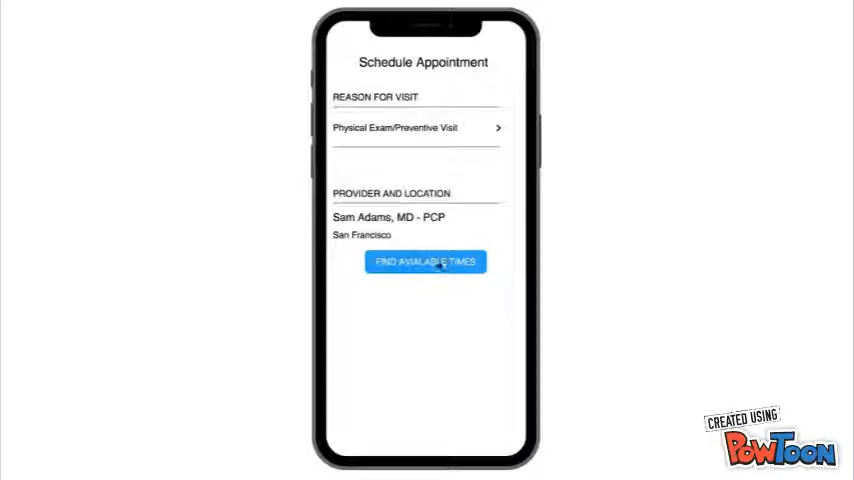 Schedule Appointment
REASON FOR VISIT
Physical Exam/Preventive Visit
PROVIDER AND LOCATION
Sam Adams, MD - PCP
San Francisco
FIND AVIALABLE TIMES
CREATED USING
POWTOON